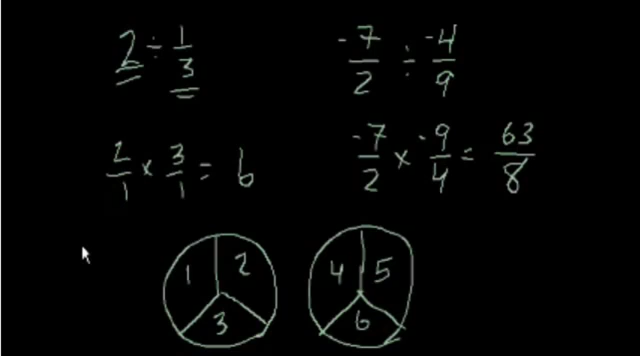 2 ÷ 1/3
2/1 × 3/1 = 6
-7/2 ÷ -4/9
-7/2 × -9/4 = 63/8
1 2
3
4 5
6